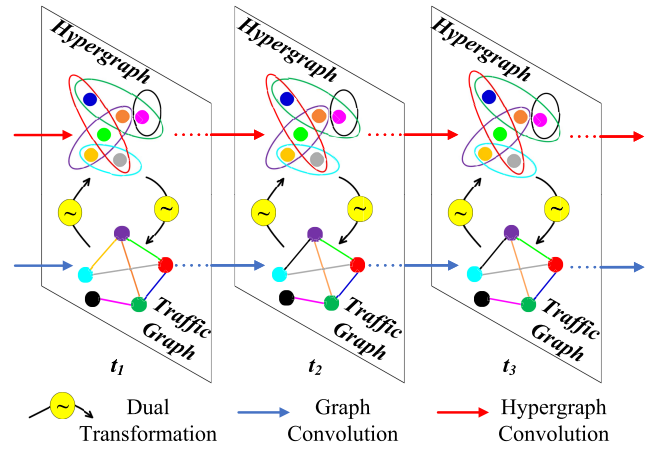 Hypergraph
Hypergraph
Hypergraph
~ ~
~ ~
~ ~
Traffic
Graph
Traffic
Graph
Traffic
Graph
t1
t2
t3
~
Dual
Transformation
Graph
Convolution
Hypergraph
Convolution